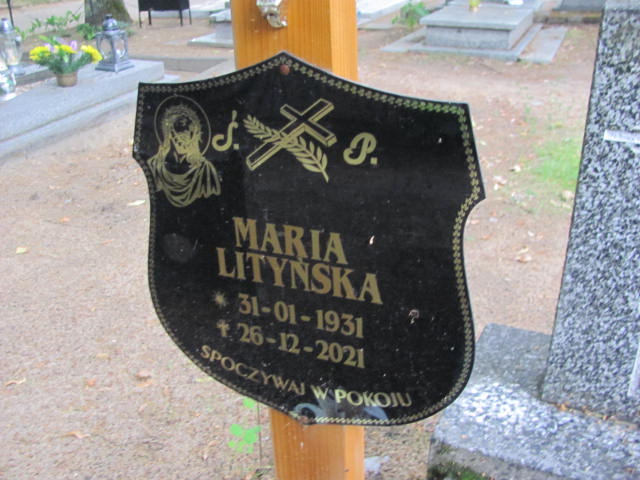 Ś. P.
MARIA
LITYŃSKA
* 31-01-1931
✝ 26-12-2021
SPOCZYWAJ W POKOJU